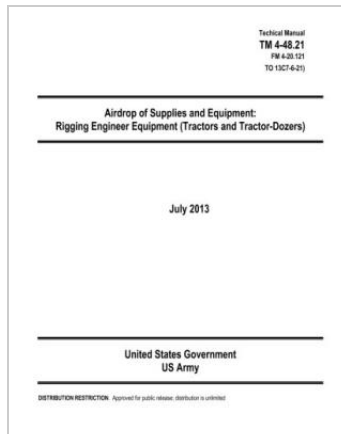 Techical Manual
TM 4-48.21
FM 4-20.121
TO 13C7-6-21)
Airdrop of Supplies and Equipment:
Rigging Engineer Equipment (Tractors and Tractor-Dozers)
July 2013
United States Government
US Army
DISTRIBUTION RESTRICTION Approved for public release; distribution is unlimited